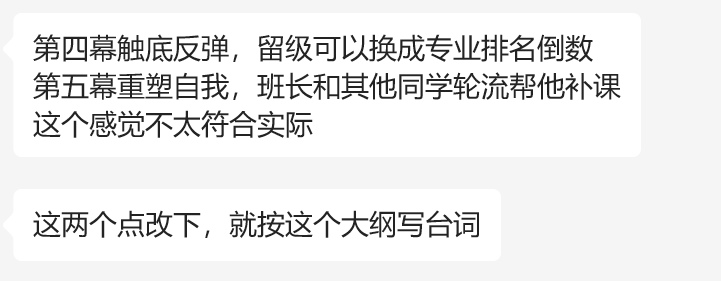 第四幕触底反弹，留级可以换成专业排名倒数
第五幕重塑自我，班长和其他同学轮流帮他补课
这个感觉不太符合实际
这两个点改下，就按这个大纲写台词